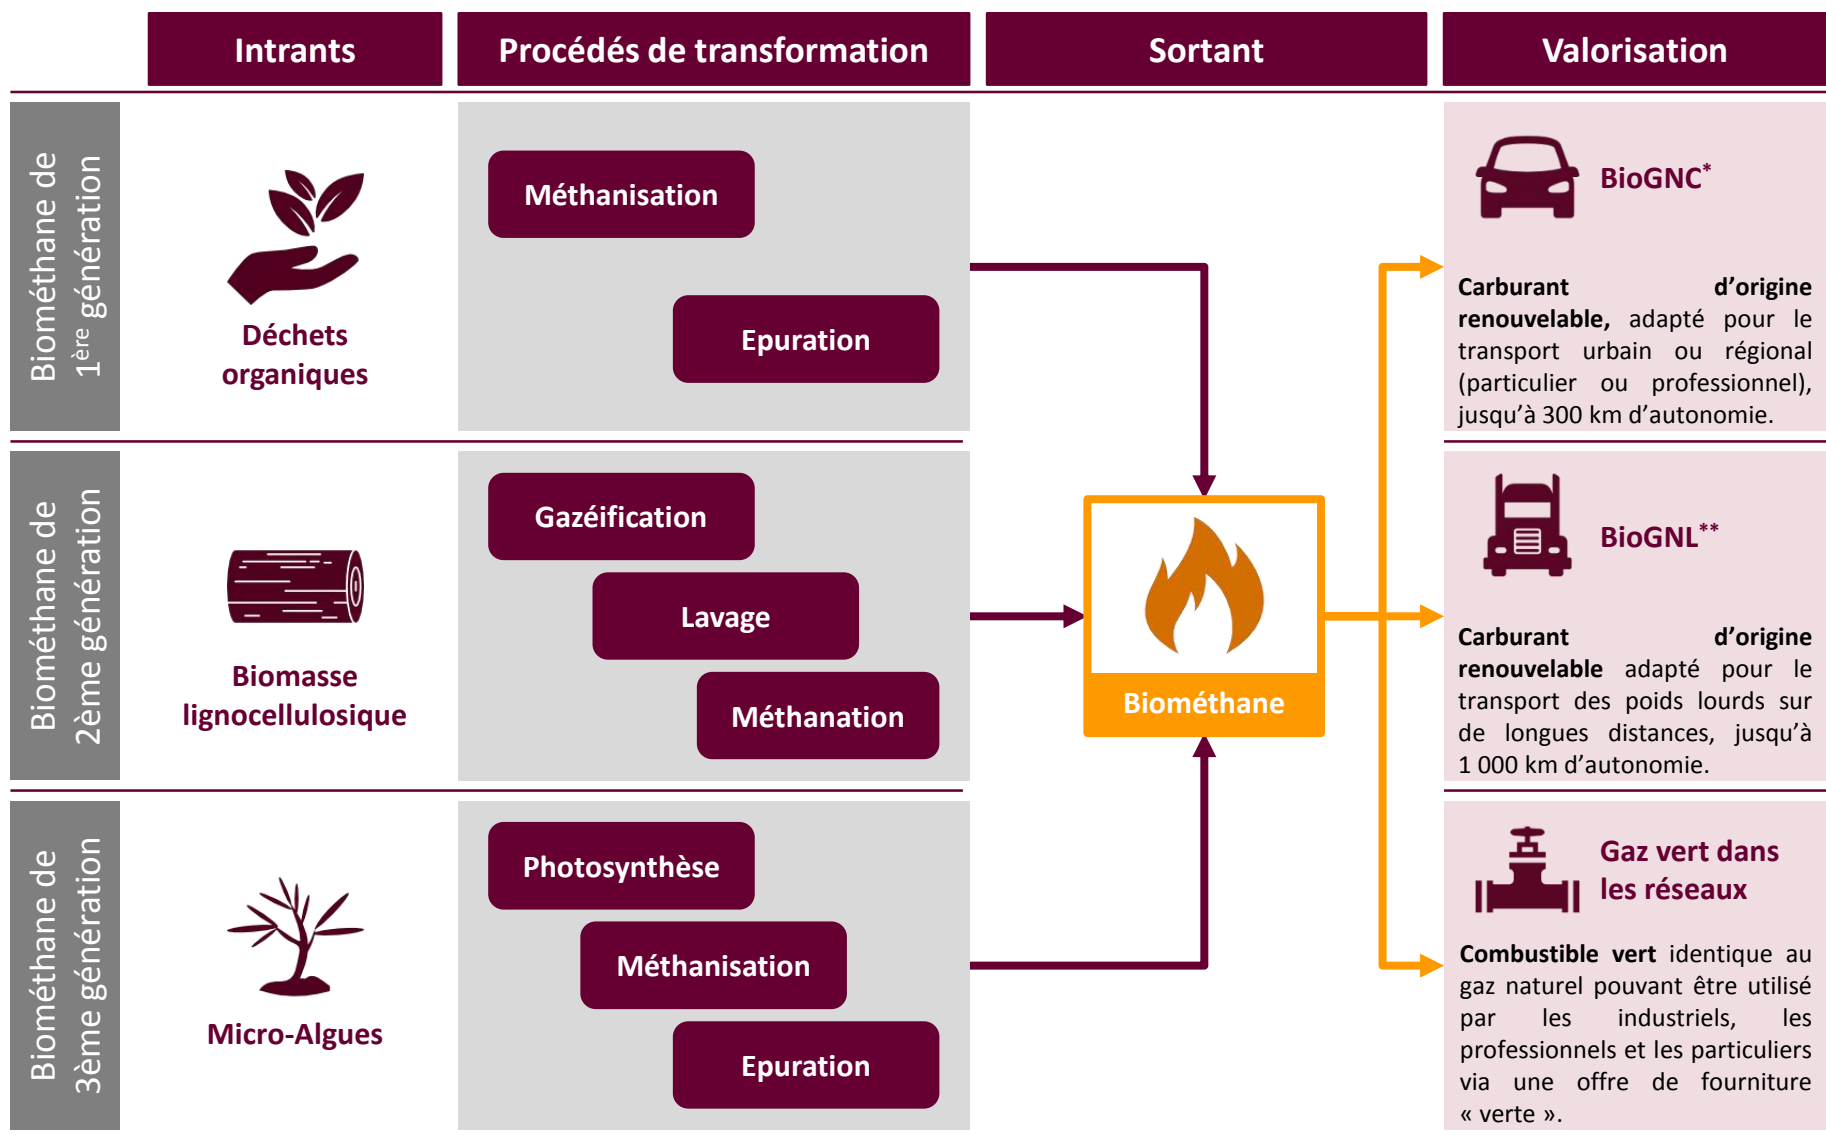 Intrants
Procédés de transformation
Sortant
Valorisation
Biométhane de
1ère génération
Déchets
organiques
Méthanisation
Epuration
BioGNC*
Carburant d’origine
renouvelable, adapté pour le
transport urbain ou régional
(particulier ou professionnel),
jusqu’à 300 km d’autonomie.
Biométhane de
2ème génération
Biomasse
lignocellulosique
Gazéification
Lavage
Méthanation
Biométhane
BioGNL**
Carburant d’origine
renouvelable adapté pour le
transport des poids lourds sur
de longues distances, jusqu’à
1 000 km d’autonomie.
Biométhane de
3ème génération
Micro-Algues
Photosynthèse
Méthanisation
Epuration
Gaz vert dans
les réseaux
Combustible vert identique au
gaz naturel pouvant être utilisé
par les industriels, les
professionnels et les particuliers
via une offre de fourniture
« verte ».